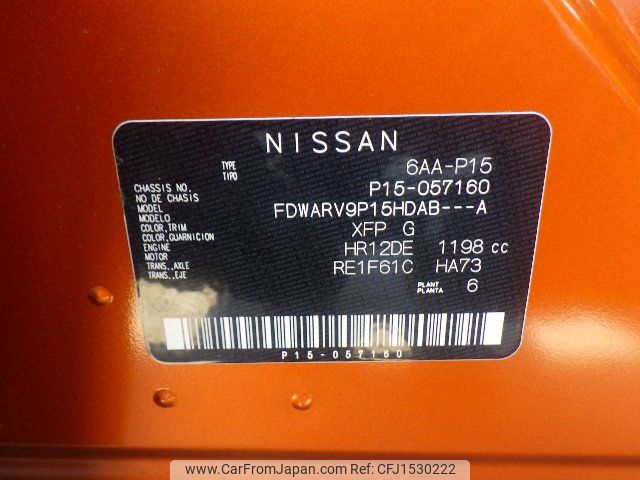 NISSAN
TYPE
TIPO 6AA-P15
CHASSIS NO.
NO DE CHASIS P15-057160
MODEL
MODELO FDWARV9P15HDAB---A
COLOR,TRIM
COLOR,GUARNICION XFP G
ENGINE
MOTOR HR12DE 1198 cc
TRANS.,AXLE
TRANS.,EJE RE1F61C HA73
PLANT
PLANTA 6
P15-057160
www.CarFromJapan.com - CFJ1530222